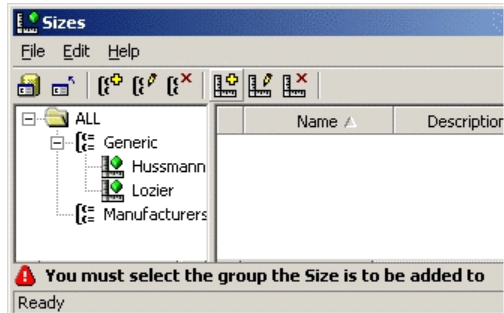 Sizes
File Edit Help
ALL
Name Description
Generic
Hussmann
Lozier
Manufacturers
You must select the group the Size is to be added to
Ready